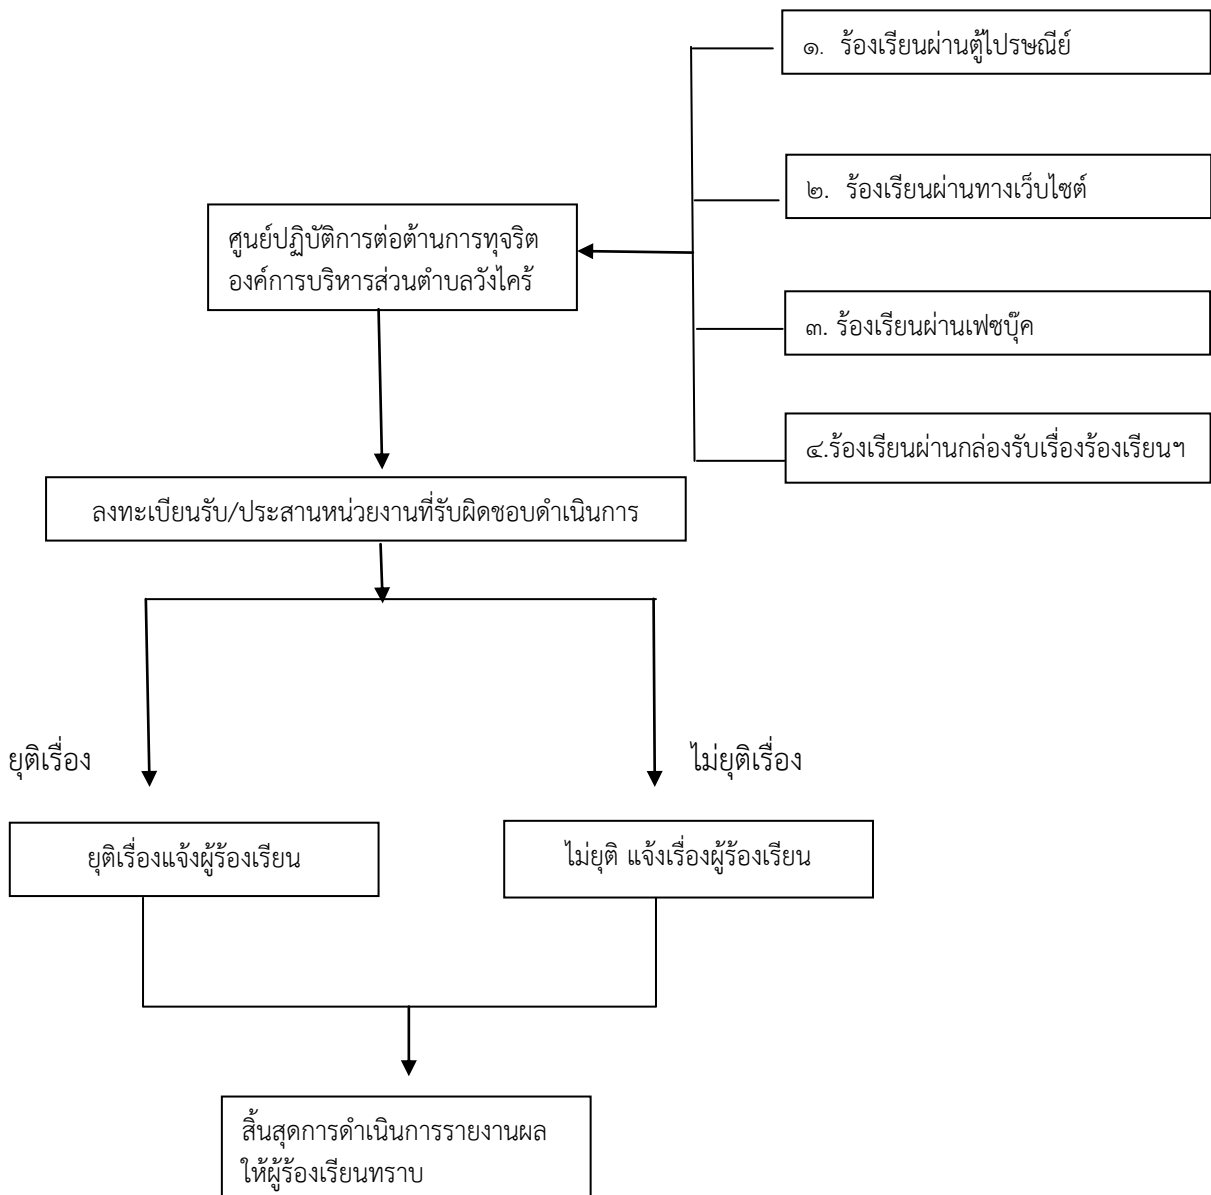 ๑. ร้องเรียนผ่านตู้ไปรษณีย์
๒. ร้องเรียนผ่านทางเว็บไซต์
ศูนย์ปฏิบัติการต่อต้านการทุจริต
องค์การบริหารส่วนตำบลวังไคร้
๓. ร้องเรียนผ่านเฟซบุ๊ค
๔.ร้องเรียนผ่านกล่องรับเรื่องร้องเรียนฯ
ลงทะเบียนรับ/ประสานหน่วยงานที่รับผิดชอบดำเนินการ
ยุติเรื่อง
ไม่ยุติเรื่อง
ยุติเรื่องแจ้งผู้ร้องเรียน
ไม่ยุติ แจ้งเรื่องผู้ร้องเรียน
สิ้นสุดการดำเนินการรายงานผล
ให้ผู้ร้องเรียนทราบ